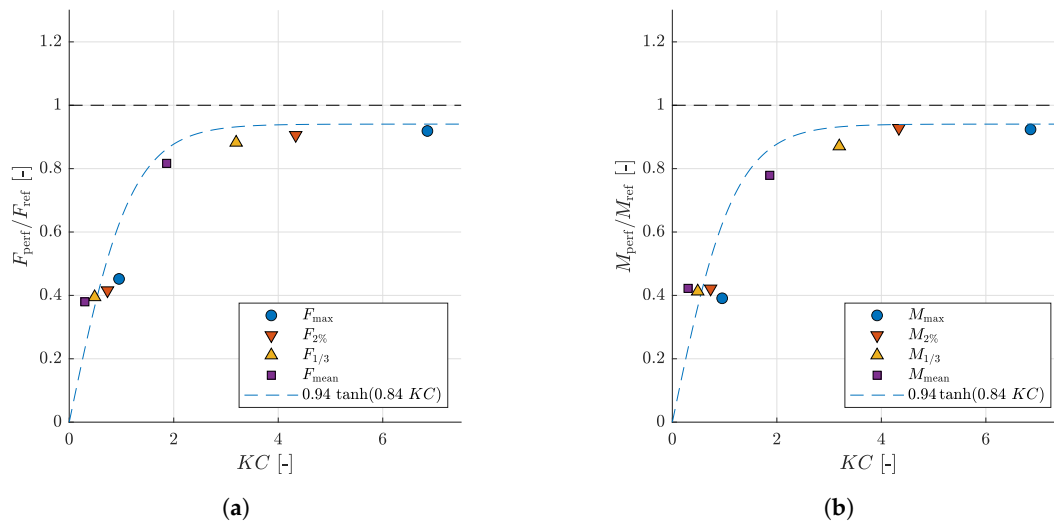 1.2
1
0.8
0.6
0.4
0.2
0
0 2 4 6
F_perf/F_ref [-]
KC [-]
F_max
F_2%
F_1/3
F_mean
0.94 tanh(0.84 KC)
(a)
1.2
1
0.8
0.6
0.4
0.2
0
0 2 4 6
M_perf/M_ref [-]
KC [-]
M_max
M_2%
M_1/3
M_mean
0.94 tanh(0.84 KC)
(b)